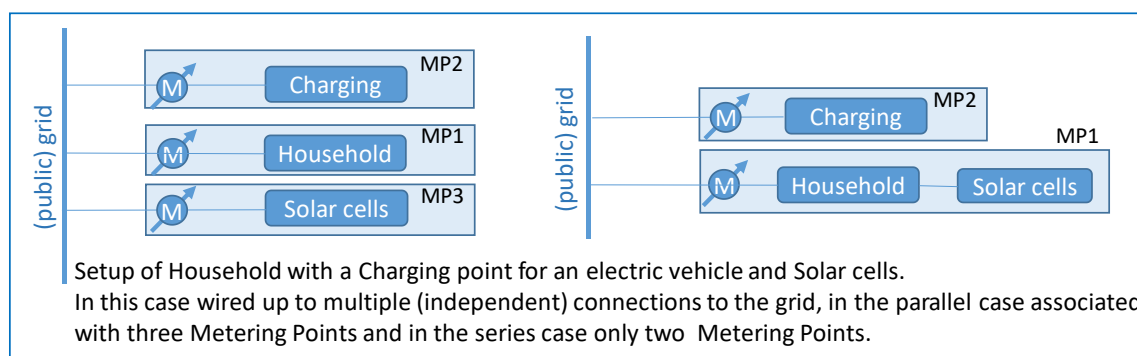 (public) grid
MP2
M
Charging
MP1
M
Household
MP3
M
Solar cells
(public) grid
MP2
M
Charging
MP1
M
Household
Solar cells
Setup of Household with a Charging point for an electric vehicle and Solar cells.
In this case wired up to multiple (independent) connections to the grid, in the parallel case associated
with three Metering Points and in the series case only two Metering Points.